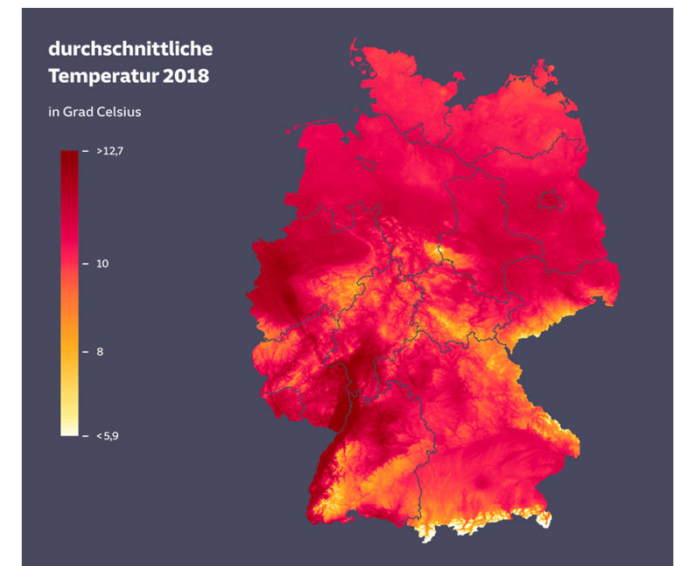 durchschnittliche
Temperatur 2018
in Grad Celsius
>12,7
10
8
<5,9